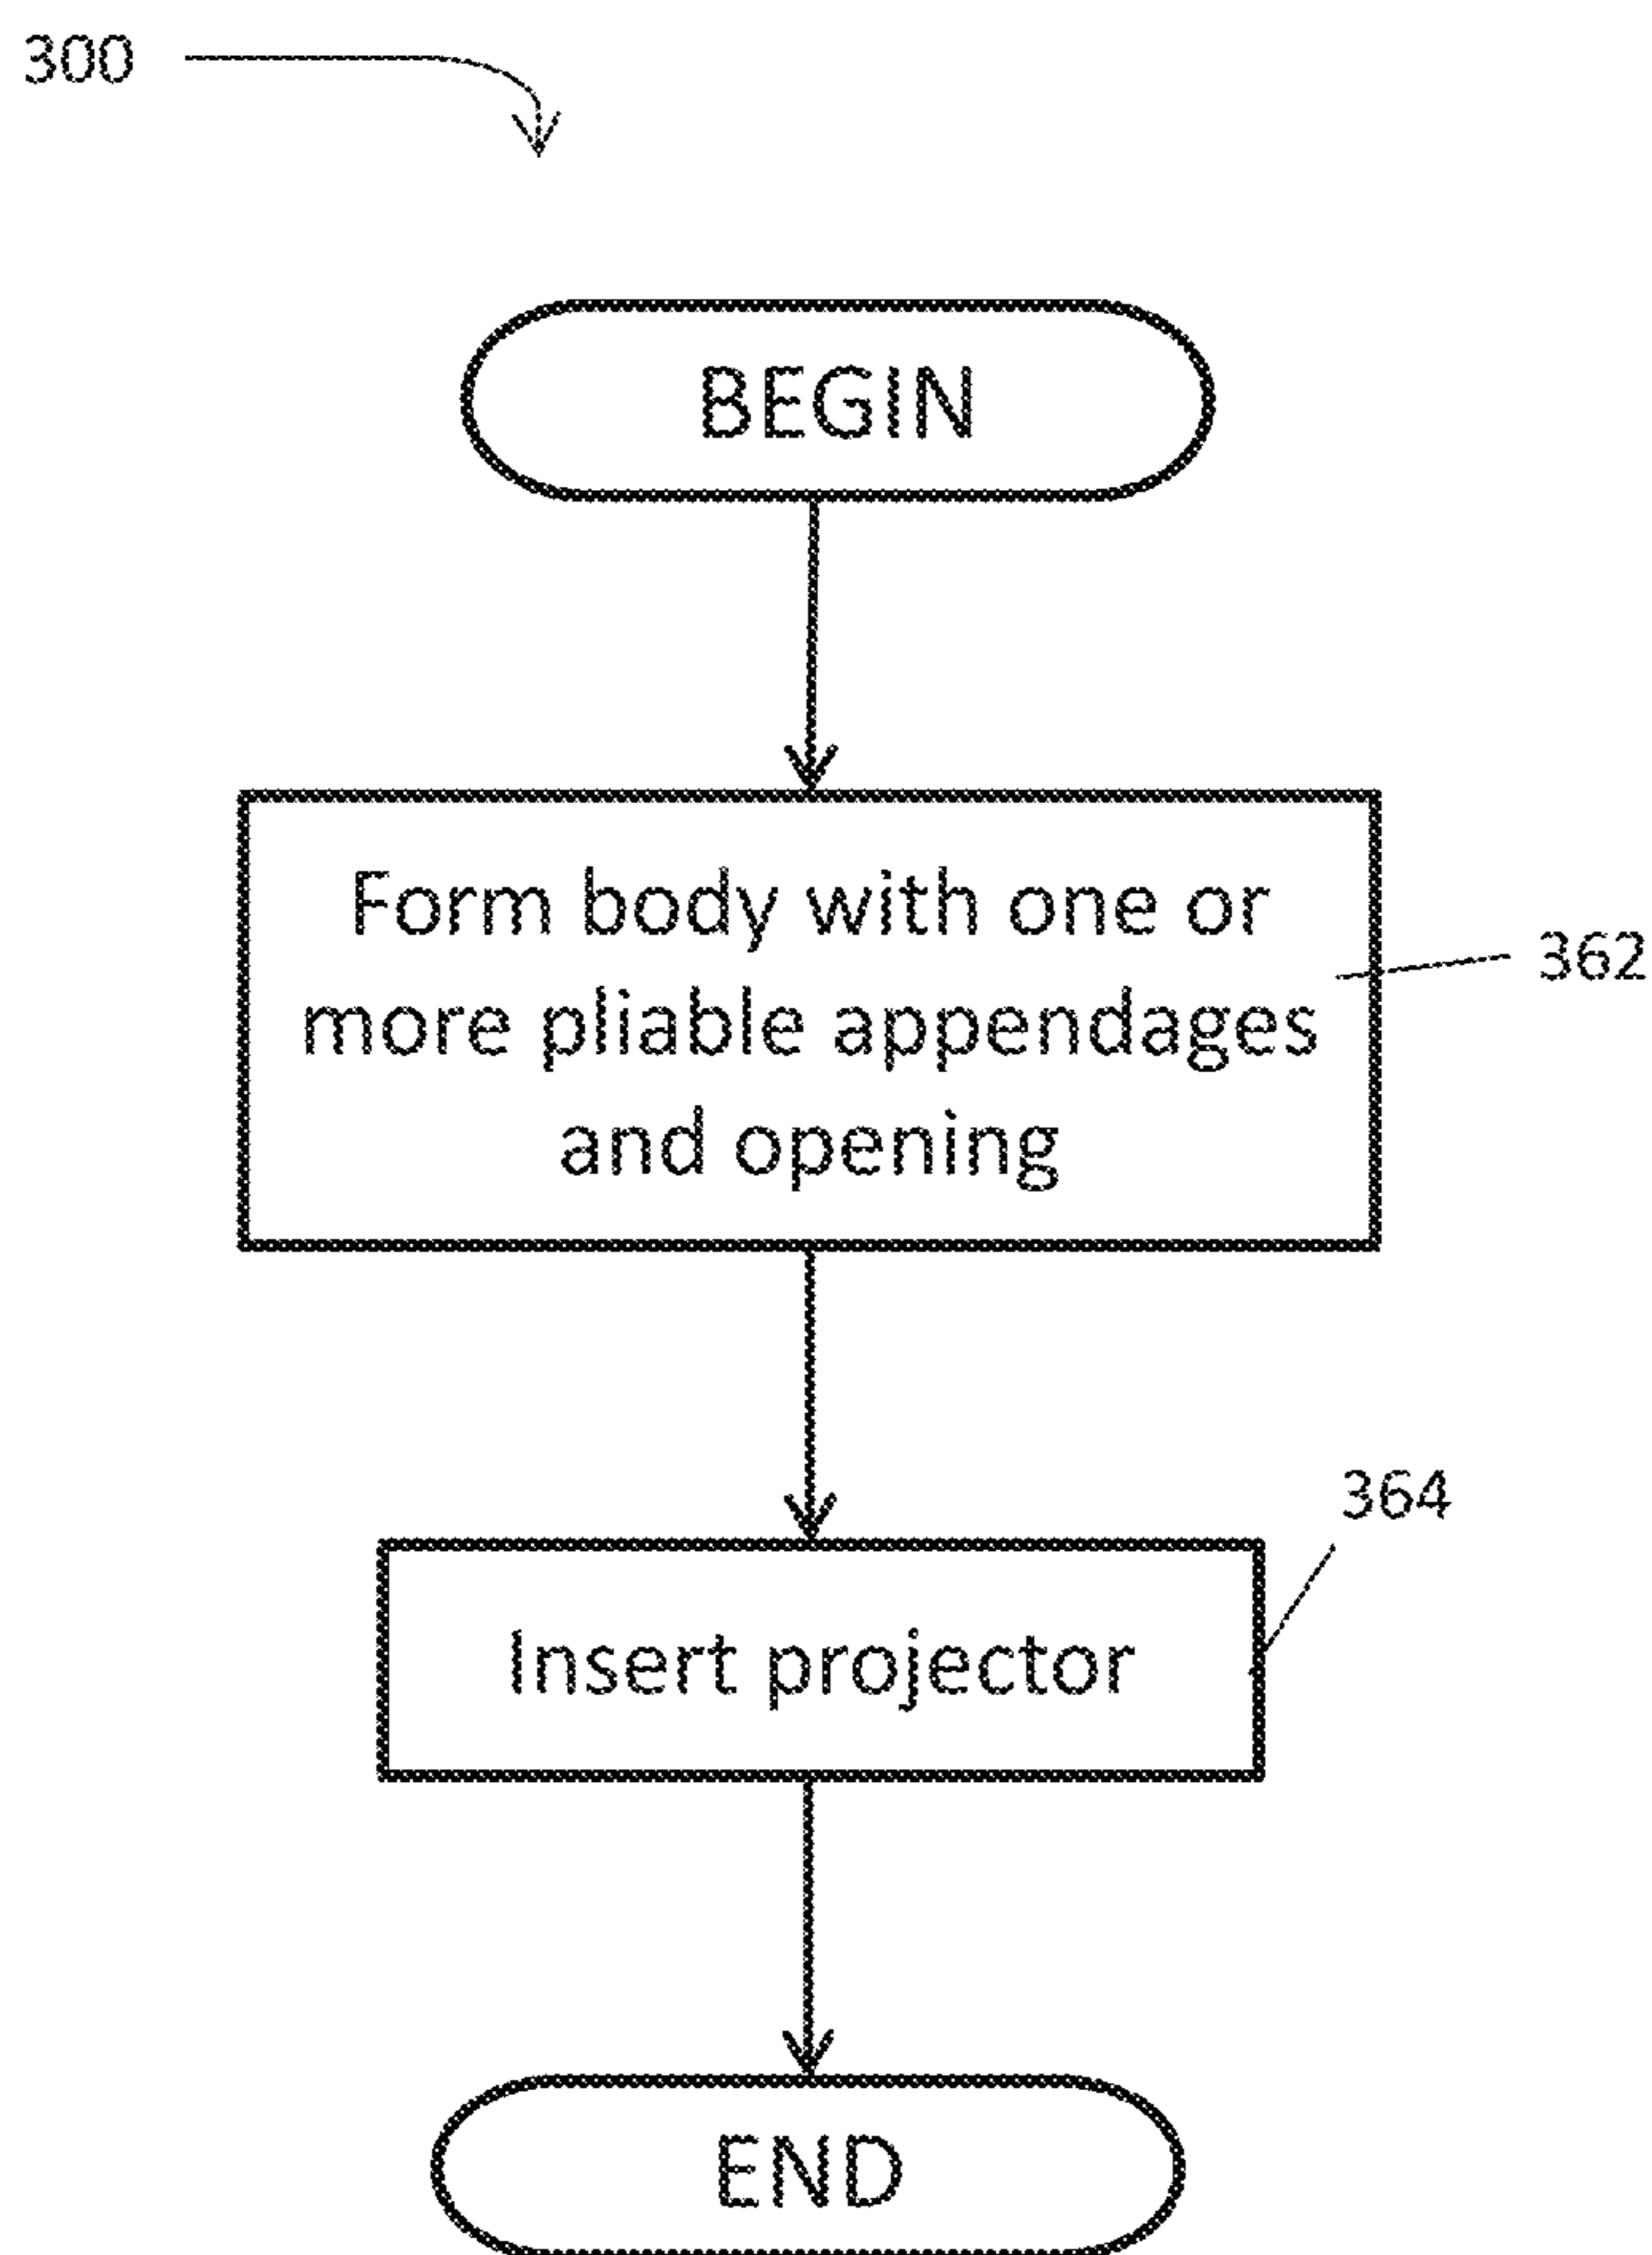 300
BEGIN
Form body with one or
more pliable appendages
and opening
362
364
Insert projector
END